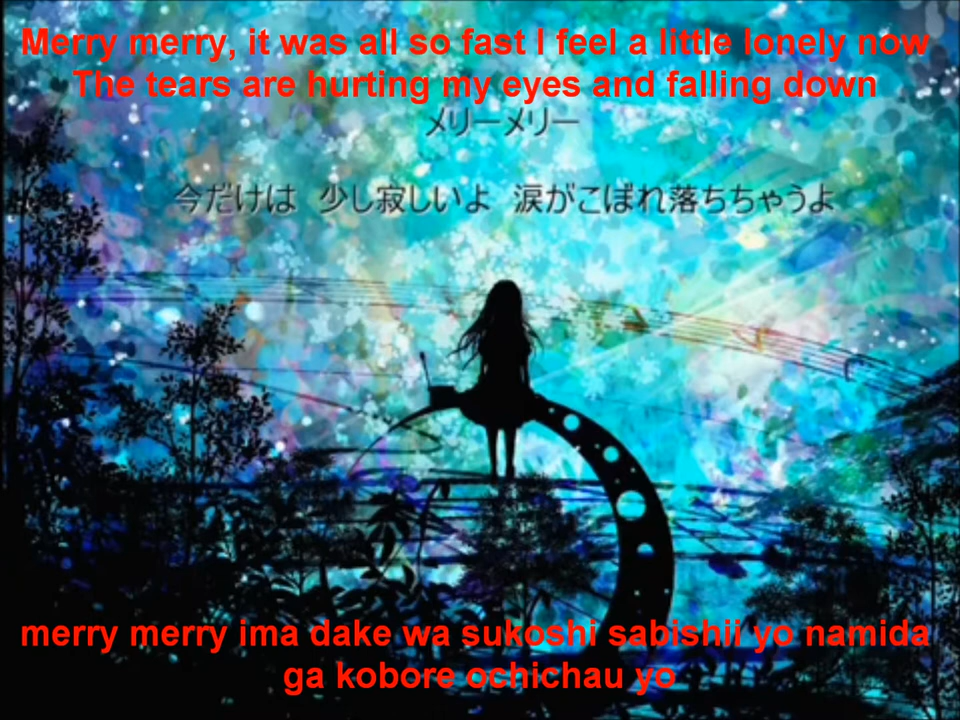 Merry merry, it was all so fast I feel a little lonely now
The tears are hurting my eyes and falling down
メリーメリー
今だけは 少し寂しいよ 涙がこぼれ落ちちゃうよ
merry merry ima dake wa sukoshi sabishii yo namida
ga kobore ochichau yo